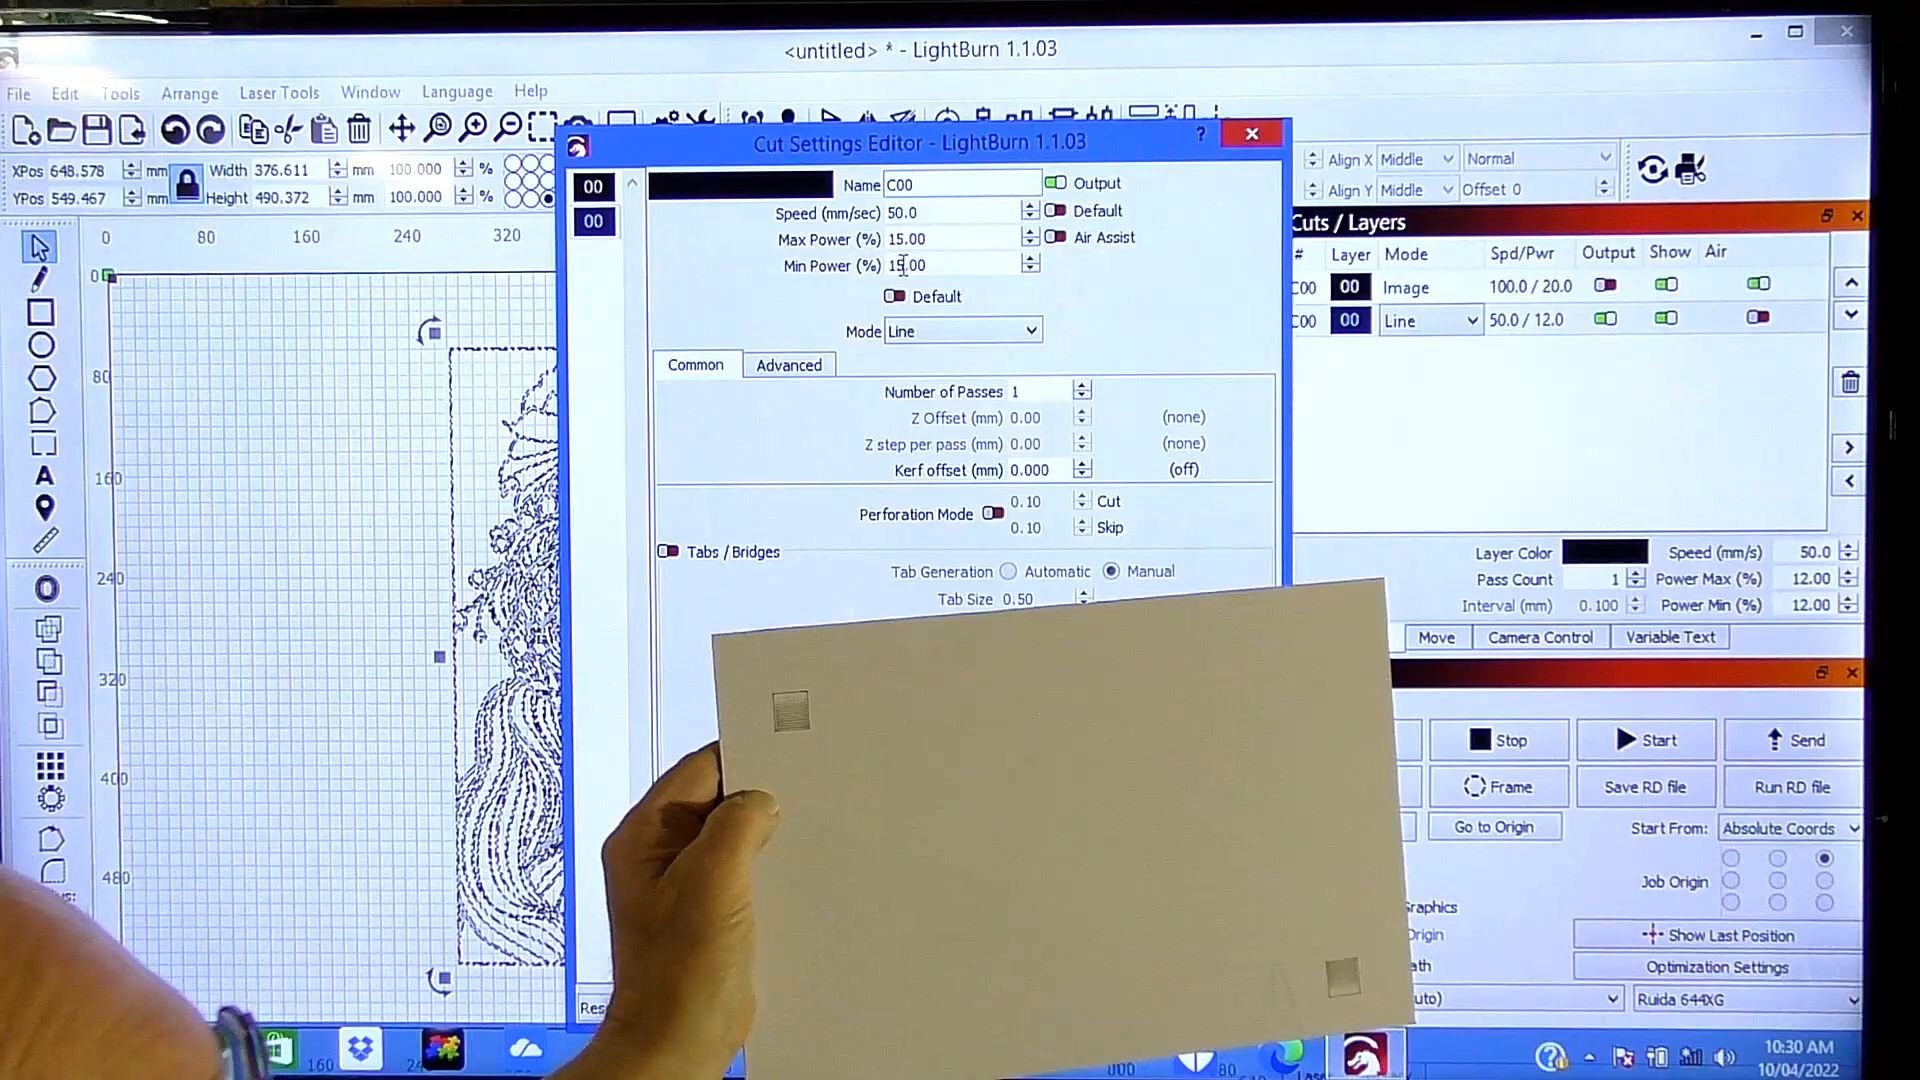 <untitled> * - LightBurn 1.1.03
File Edit Tools Arrange Laser Tools Window Language Help
XPos 648.578 mm Width 376.611 mm 100.000 %
YPos 549.467 mm Height 490.372 mm 100.000 %
Align X Middle Normal
Align Y Middle Offset 0
Cut Settings Editor - LightBurn 1.1.03 ?
00
00
Name C00 Output
Speed (mm/sec) 50.0 Default
Max Power (%) 15.00 Air Assist
Min Power (%) 15.00
Default
Mode Line
Common Advanced
Number of Passes 1
Z Offset (mm) 0.00 (none)
Z step per pass (mm) 0.00 (none)
Kerf offset (mm) 0.000 (off)
0.10 Cut
Perforation Mode
0.10 Skip
Tabs / Bridges
Tab Generation Automatic Manual
Tab Size 0.50
0 80 160 240 320
0
80
160
240
320
400
480
Cuts / Layers
# Layer Mode Spd/Pwr Output Show Air
C00 00 Image 100.0 / 20.0
C00 00 Line 50.0 / 12.0
Layer Color Speed (mm/s) 50.0
Pass Count 1 Power Max (%) 12.00
Interval (mm) 0.100 Power Min (%) 12.00
Move Camera Control Variable Text
Stop Start Send
Frame Save RD file Run RD file
Go to Origin Start From: Absolute Coords
Job Origin
Show Last Position
Optimization Settings
Ruida 644XG
160
80
10:30 AM
10/04/2022